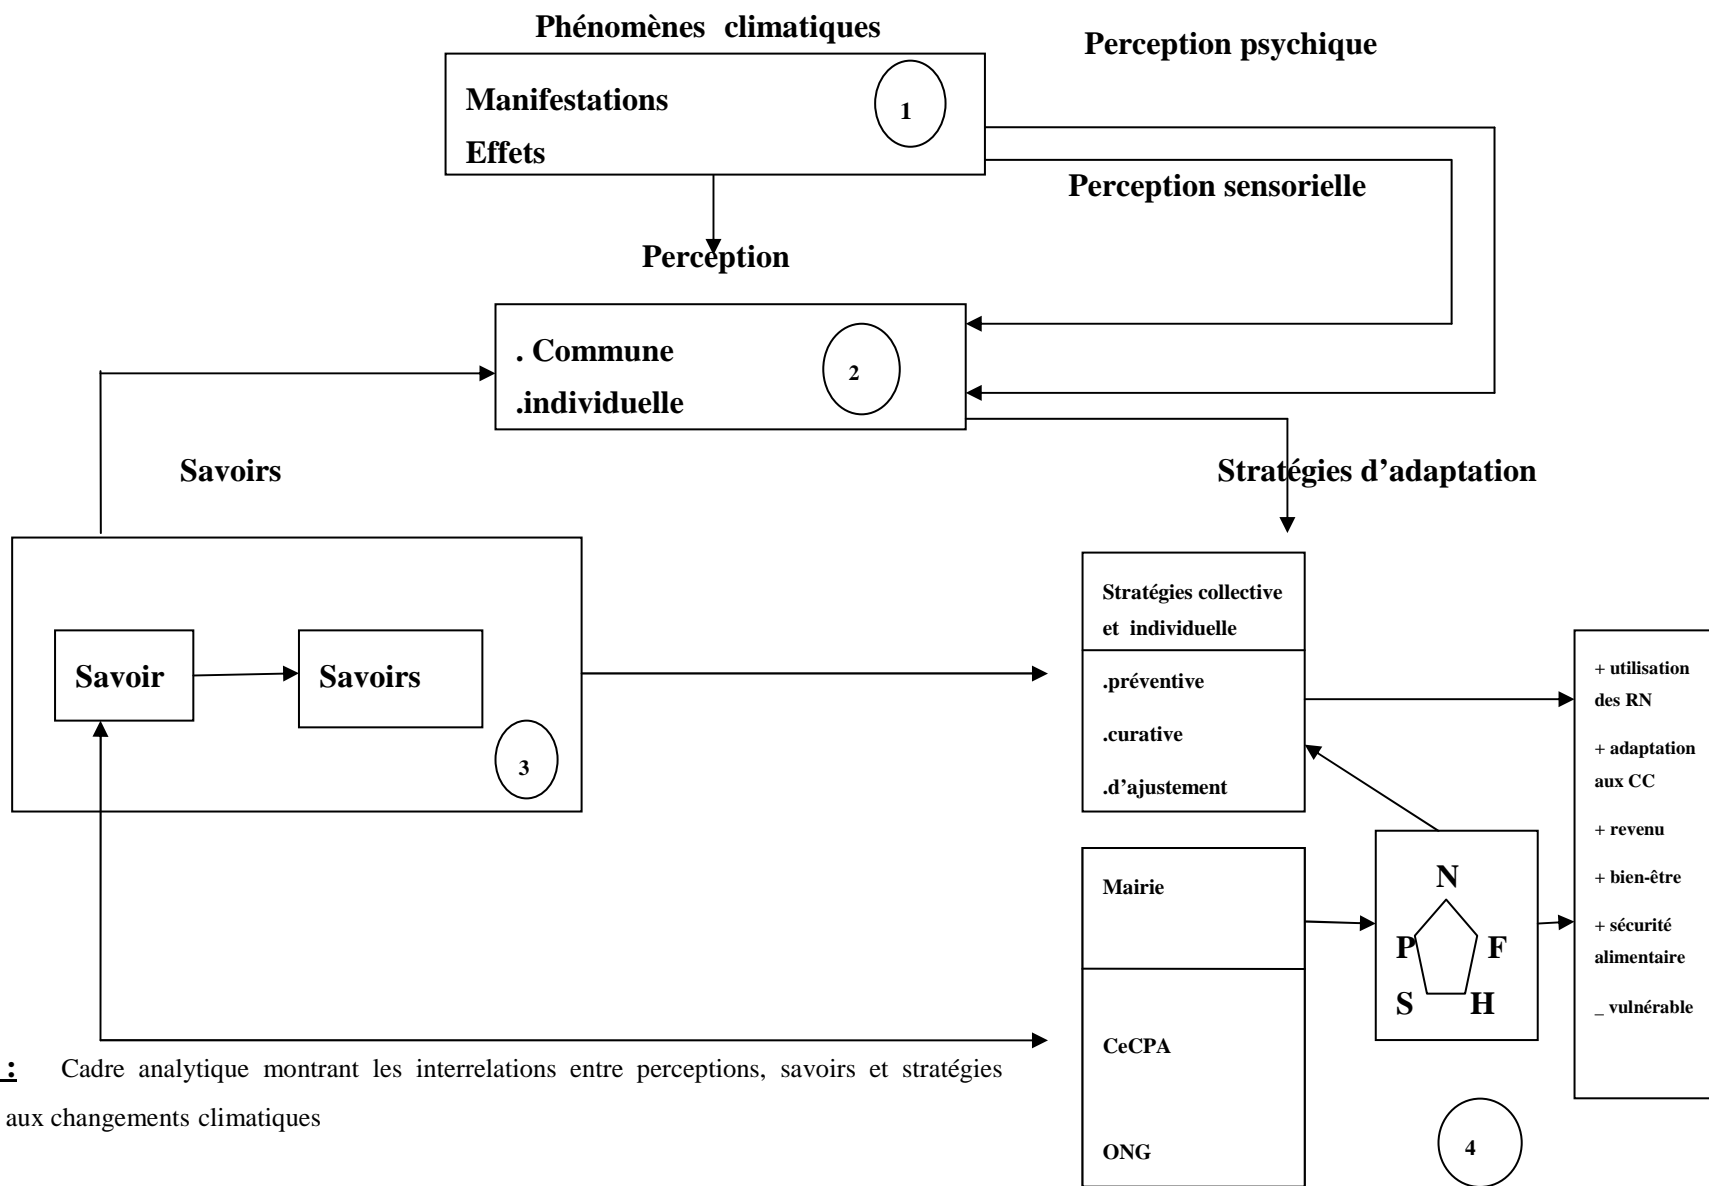 Phénomènes climatiques
Perception psychique
Manifestations
1
Effets
Perception sensorielle
Perception
. Commune
2
.individuelle
Savoirs
Stratégies d’adaptation
Savoir
Savoirs
3
Stratégies collective
et individuelle
.préventive
.curative
.d’ajustement
Mairie
CeCPA
ONG
N
P
F
S
H
+ utilisation
des RN
+ adaptation
aux CC
+ revenu
+ bien-être
+ sécurité
alimentaire
_ vulnérable
4
: Cadre analytique montrant les interrelations entre perceptions, savoirs et stratégies
aux changements climatiques